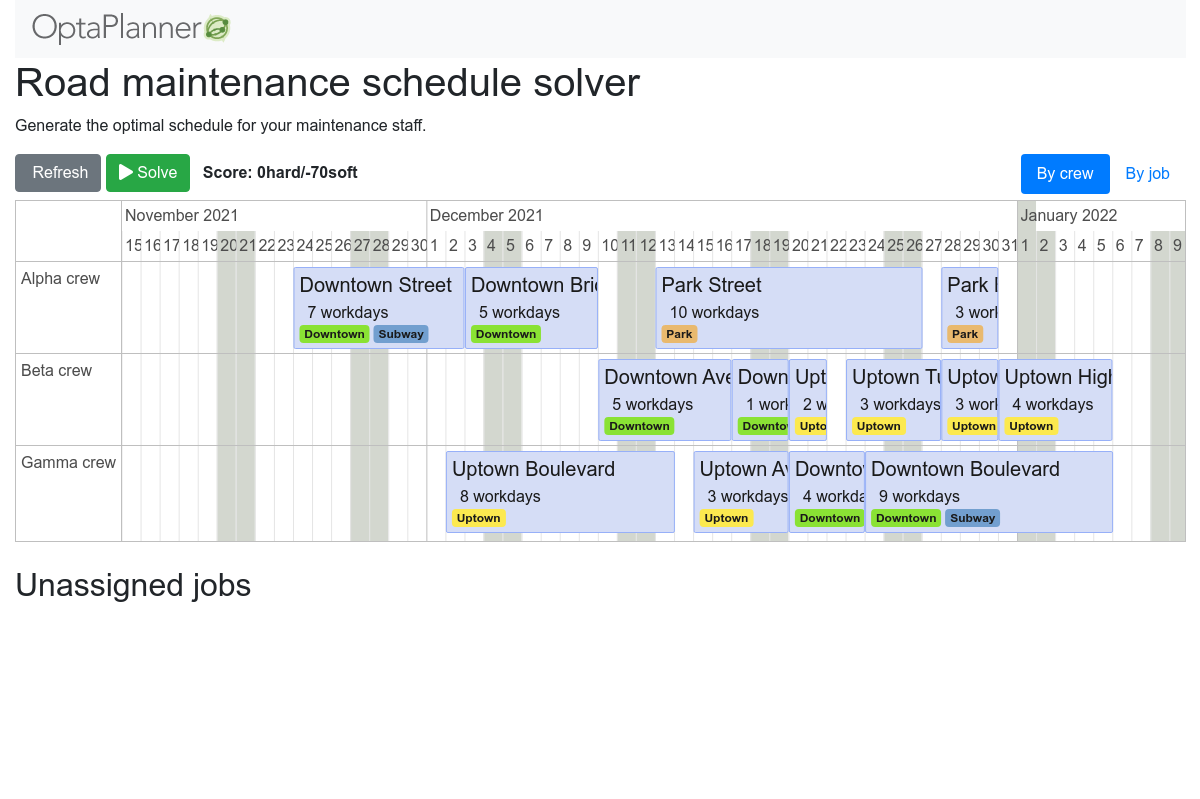 OptaPlanner
Road maintenance schedule solver
Generate the optimal schedule for your maintenance staff.
Refresh Solve Score: 0hard/-70soft By crew By job
November 2021 December 2021 January 2022
15 16 17 18 19 20 21 22 23 24 25 26 27 28 29 30 1 2 3 4 5 6 7 8 9 10 11 12 13 14 15 16 17 18 19 20 21 22 23 24 25 26 27 28 29 30 31 1 2 3 4 5 6 7 8 9
Alpha crew
Downtown Street Downtown Brid Park Street Park
7 workdays 5 workdays 10 workdays 3 work
Downtown Subway Downtown Park Park
Beta crew
Downtown Ave Down Upt Uptown Tu Uptow Uptown High
5 workdays 1 work 2 w 3 workdays 3 work 4 workdays
Downtown Downto Upto Uptown Uptown Uptown
Gamma crew
Uptown Boulevard Uptown Av Downtow Downtown Boulevard
8 workdays 3 workdays 4 workda 9 workdays
Uptown Uptown Downtown Downtown Subway
Unassigned jobs